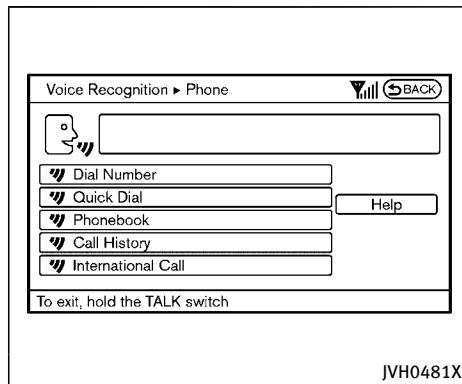 Voice Recognition ▸ Phone
BACK
Dial Number
Quick Dial
Help
Phonebook
Call History
International Call
To exit, hold the TALK switch
JVH0481X